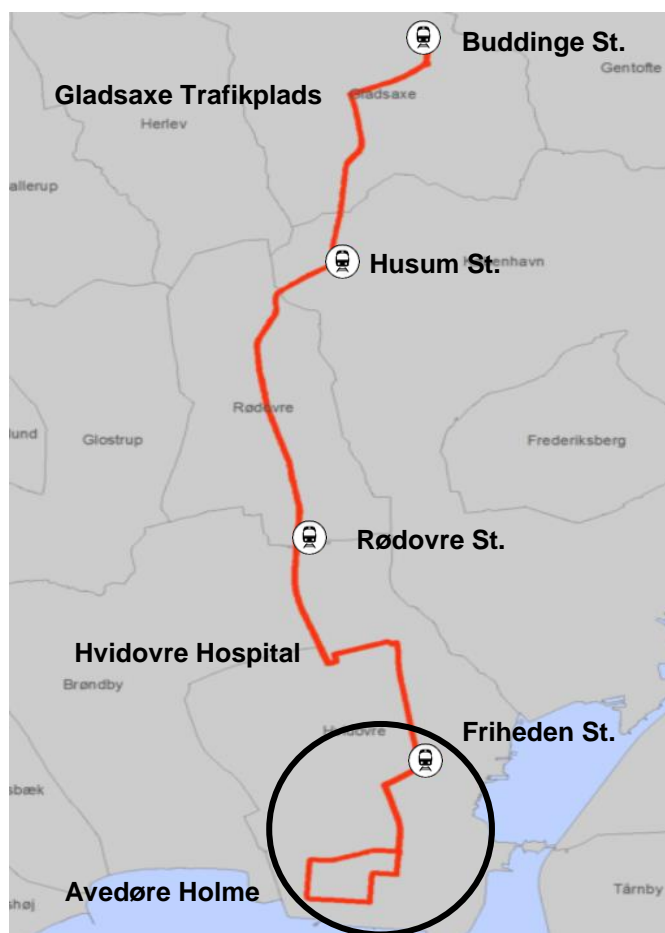 Buddinge St.
Gentofte
Gladsaxe Trafikplads
Gladsaxe
Herlev
allerup
Husum St.
København
Rødovre
lund
Glostrup
Frederiksberg
Rødovre St.
Hvidovre Hospital
Brøndby
Hvidovre
Friheden St.
sbæk
Avedøre Holme
Tårnby
shøj